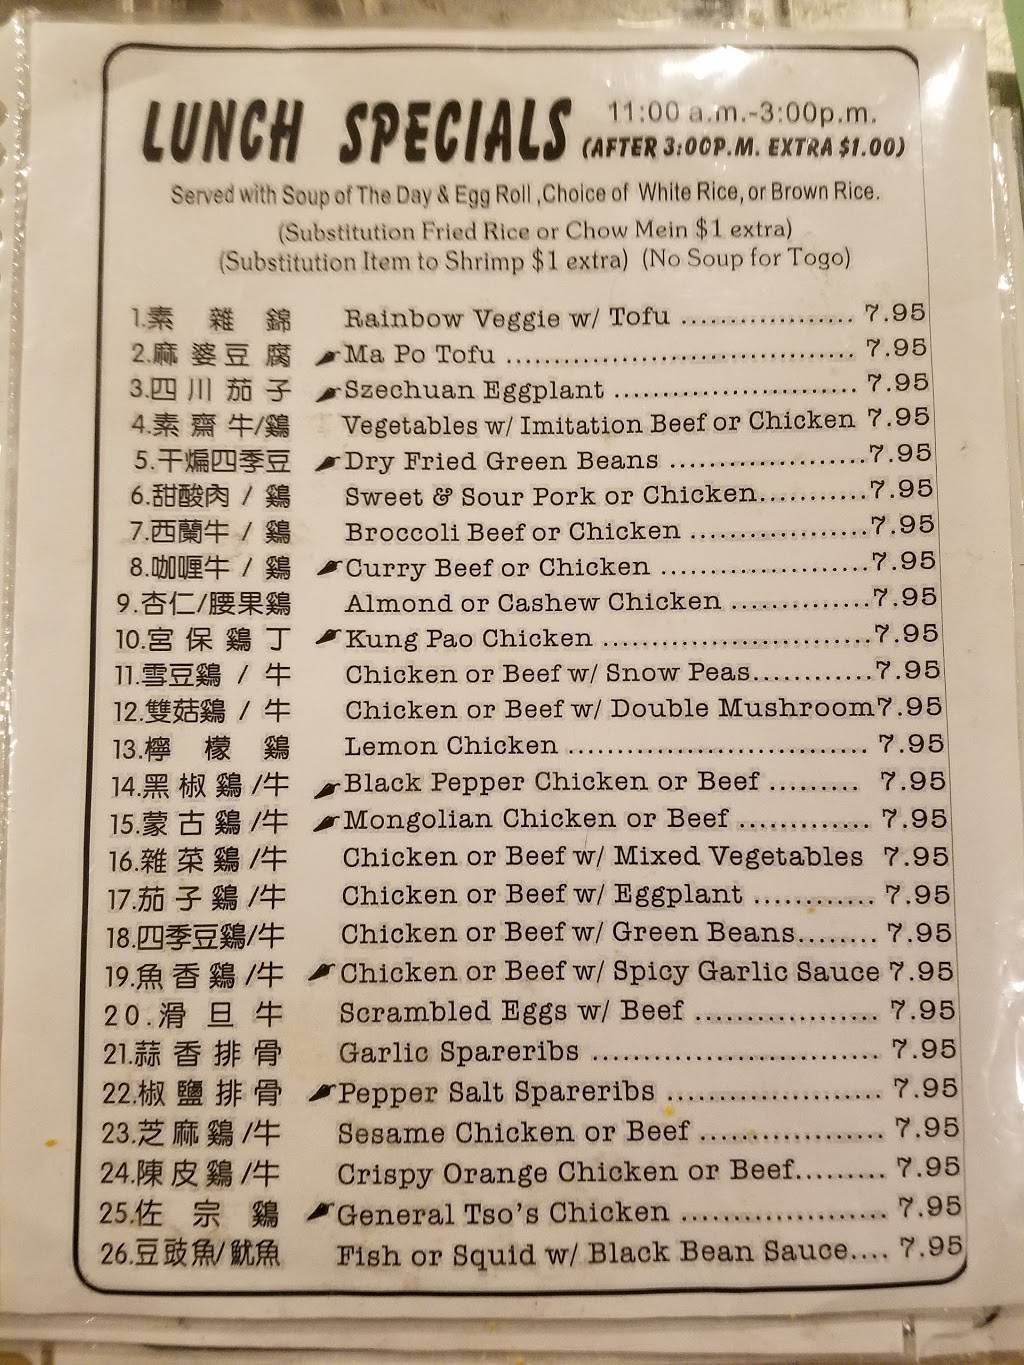 LUNCH SPECIALS 11:00 a.m.-3:00p.m.
(AFTER 3:00P.M. EXTRA $1.00)
Served with Soup of The Day & Egg Roll ,Choice of White Rice, or Brown Rice.
(Substitution Fried Rice or Chow Mein $1 extra)
(Substitution Item to Shrimp $1 extra) (No Soup for Togo)
1.素 雜 錦 Rainbow Veggie w/ Tofu .................. 7.95
2.麻 婆 豆 腐 Ma Po Tofu .................................... 7.95
3.四 川 茄 子 Szechuan Eggplant ......................... 7.95
4.素 齋 牛/鷄 Vegetables w/ Imitation Beef or Chicken 7.95
5.干煸四季豆 Dry Fried Green Beans ....................7.95
6.甜酸肉 / 鷄 Sweet & Sour Pork or Chicken...........7.95
7.西蘭牛 / 鷄 Broccoli Beef or Chicken ..................7.95
8.咖喱牛 / 鷄 Curry Beef or Chicken .....................7.95
9.杏仁/腰果鷄 Almond or Cashew Chicken ..............7.95
10.宮 保 鷄 丁 Kung Pao Chicken ...........................7.95
11.雪豆鷄 / 牛 Chicken or Beef w/ Snow Peas............7.95
12.雙菇鷄 / 牛 Chicken or Beef w/ Double Mushroom7.95
13.檸 檬 鷄 Lemon Chicken ............................... 7.95
14.黑 椒 鷄 /牛 Black Pepper Chicken or Beef ......... 7.95
15.蒙 古 鷄 /牛 Mongolian Chicken or Beef ............. 7.95
16.雜 菜 鷄 /牛 Chicken or Beef w/ Mixed Vegetables 7.95
17.茄 子 鷄 /牛 Chicken or Beef w/ Eggplant ............ 7.95
18.四季豆鷄/牛 Chicken or Beef w/ Green Beans........ 7.95
19.魚 香 鷄 /牛 Chicken or Beef w/ Spicy Garlic Sauce 7.95
20.滑 旦 牛 Scrambled Eggs w/ Beef ................... 7.95
21.蒜 香 排 骨 Garlic Spareribs .............................. 7.95
22.椒 鹽 排 骨 Pepper Salt Spareribs ...................... 7.95
23.芝 麻 鷄 /牛 Sesame Chicken or Beef ................... 7.95
24.陳 皮 鷄 /牛 Crispy Orange Chicken or Beef......... 7.95
25.佐 宗 鷄 General Tso's Chicken ..................... 7.95
26.豆豉魚/魷魚 Fish or Squid w/ Black Bean Sauce.... 7.95